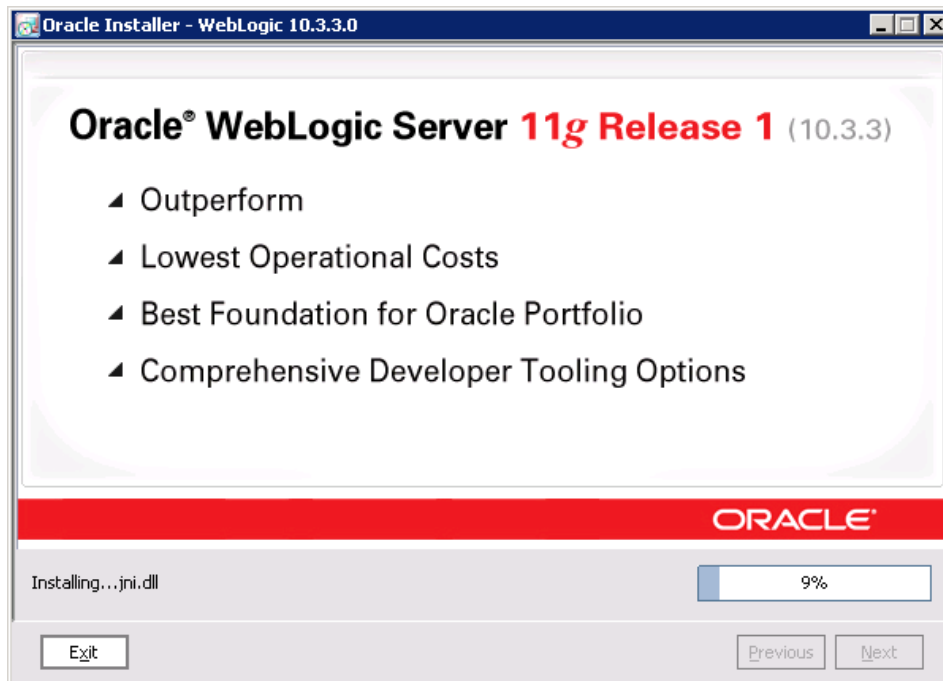 Oracle Installer - WebLogic 10.3.3.0
Oracle® WebLogic Server 11g Release 1 (10.3.3)
Outperform
Lowest Operational Costs
Best Foundation for Oracle Portfolio
Comprehensive Developer Tooling Options
ORACLE®
Installing...jni.dll
9%
Exit
Previous
Next